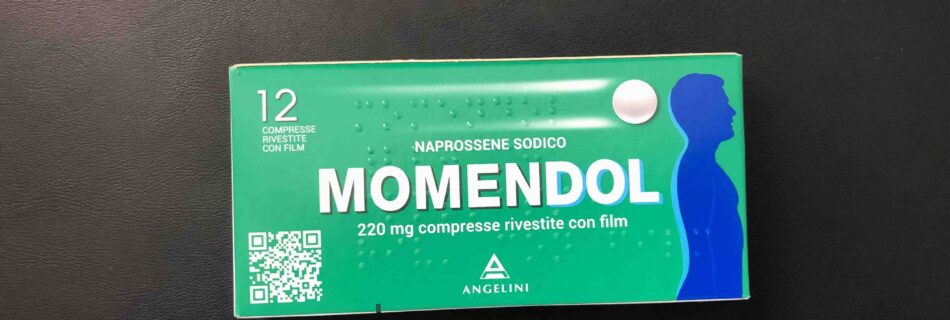 12
COMPRESSE
RIVESTITE
CON FILM
NAPROSSENE SODICO
MOMENDOL
220 mg compresse rivestite con film
ANGELINI